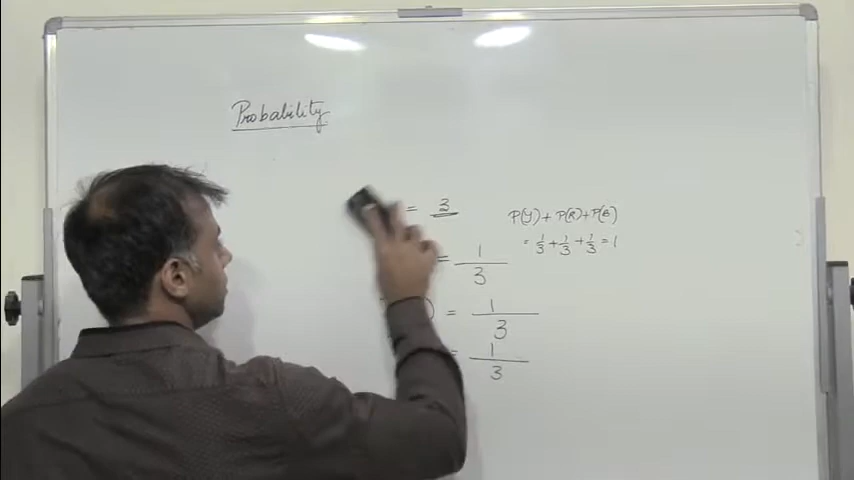 Probability
= 3
P(Y) + P(R) + P(B)
= 1/3 + 1/3 + 1/3 = 1
= 1/3
) = 1/3
= 1/3